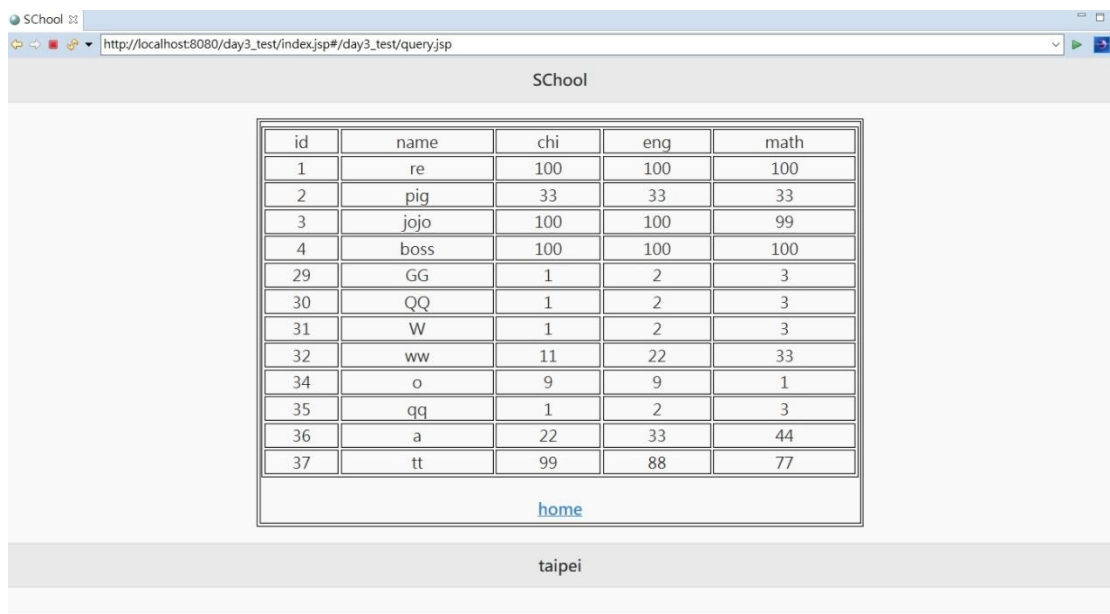 SChool
http://localhost:8080/day3_test/index.jsp#/day3_test/query.jsp
SChool
id name chi eng math
1 re 100 100 100
2 pig 33 33 33
3 jojo 100 100 99
4 boss 100 100 100
29 GG 1 2 3
30 QQ 1 2 3
31 W 1 2 3
32 ww 11 22 33
34 o 9 9 1
35 qq 1 2 3
36 a 22 33 44
37 tt 99 88 77
home
taipei